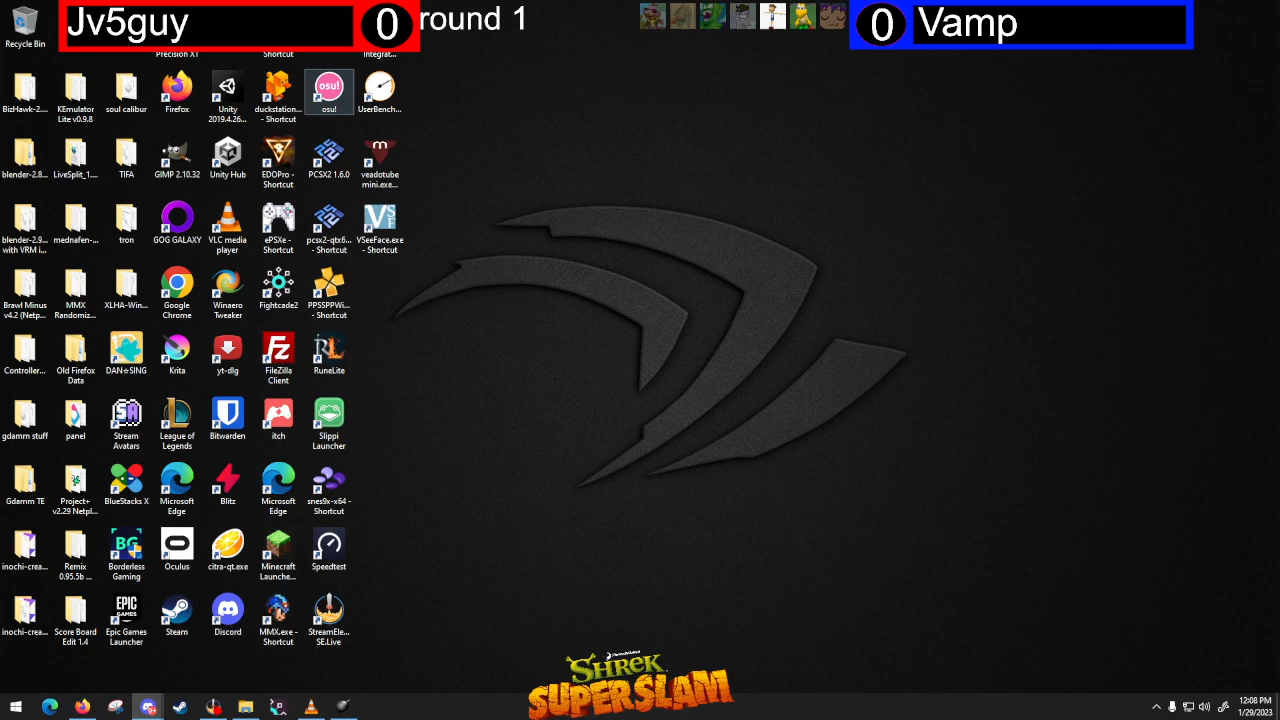 Jv5guy
0
round 1
0
Vamp
Recycle Bin
Precision X1
Shortcut
Integrat...
BizHawk-2...
KEmulator Lite v0.9.8
soul calibur
Firefox
Unity 2019.4.26...
duckstation... - Shortcut
osu!
osu!
UserBench...
blender-2.8...
LiveSplit_1....
TIFA
GIMP 2.10.32
Unity Hub
EDOPro - Shortcut
PCSX2 1.6.0
veadotube mini.exe...
blender-2.9... with VRM i...
mednafen-...
tron
GOG GALAXY
VLC media player
ePSXe - Shortcut
pcsx2-qtx6... - Shortcut
VSeeFace.exe - Shortcut
Brawl Minus v4.2 (Netp...
MMX Randomiz...
XLHA-Win...
Google Chrome
Winaero Tweaker
Fightcade2
PPSSPPWi... - Shortcut
Controller...
Old Firefox Data
DAN☆SING
Krita
yt-dlg
FileZilla Client
RuneLite
gdamm stuff
panel
Stream Avatars
League of Legends
Bitwarden
itch
Slippi Launcher
Gdamm TE
Project+ v2.29 Netpl...
BlueStacks X
Microsoft Edge
Blitz
Microsoft Edge
snes9x-x64 - Shortcut
inochi-crea...
Remix 0.95.5b ...
Borderless Gaming
Oculus
citra-qt.exe
Minecraft Launche...
Speedtest
inochi-crea...
Score Board Edit 1.4
Epic Games Launcher
Steam
Discord
MMX.exe - Shortcut
StreamEle... SE.Live
SHREK
SUPERSLAM
12:08 PM
1/29/2023